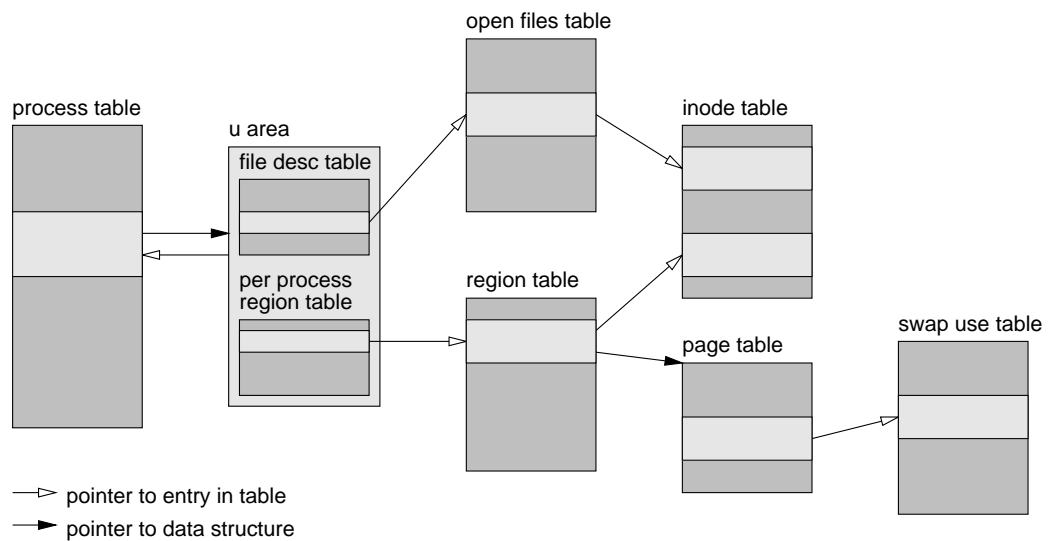 open files table
process table
inode table
u area
file desc table
per process
region table
region table
swap use table
page table
pointer to entry in table
pointer to data structure